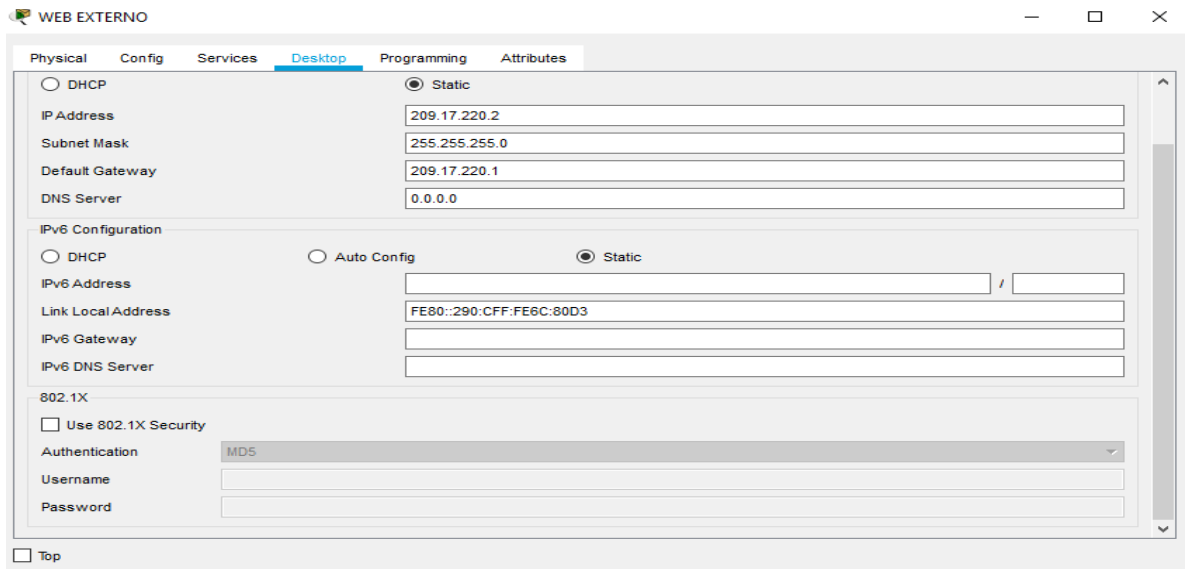 WEB EXTERNO
Physical Config Services Desktop Programming Attributes
DHCP Static
IP Address 209.17.220.2
Subnet Mask 255.255.255.0
Default Gateway 209.17.220.1
DNS Server 0.0.0.0
IPv6 Configuration
DHCP Auto Config Static
IPv6 Address /
Link Local Address FE80::290:CFF:FE6C:80D3
IPv6 Gateway
IPv6 DNS Server
802.1X
Use 802.1X Security
Authentication MD5
Username
Password
Top